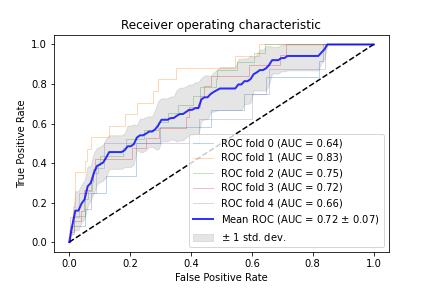 Receiver operating characteristic
True Positive Rate
1.0
0.8
0.6
0.4
0.2
0.0
ROC fold 0 (AUC = 0.64)
ROC fold 1 (AUC = 0.83)
ROC fold 2 (AUC = 0.75)
ROC fold 3 (AUC = 0.72)
ROC fold 4 (AUC = 0.66)
Mean ROC (AUC = 0.72 ± 0.07)
± 1 std. dev.
0.0 0.2 0.4 0.6 0.8 1.0
False Positive Rate